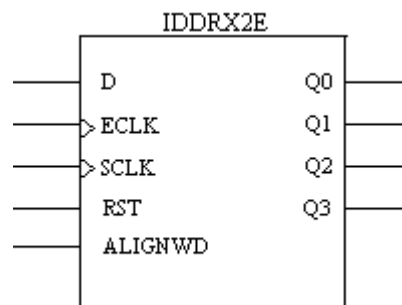 IDDRX2E
D Q0
ECLK Q1
SCLK Q2
RST Q3
ALIGNWD